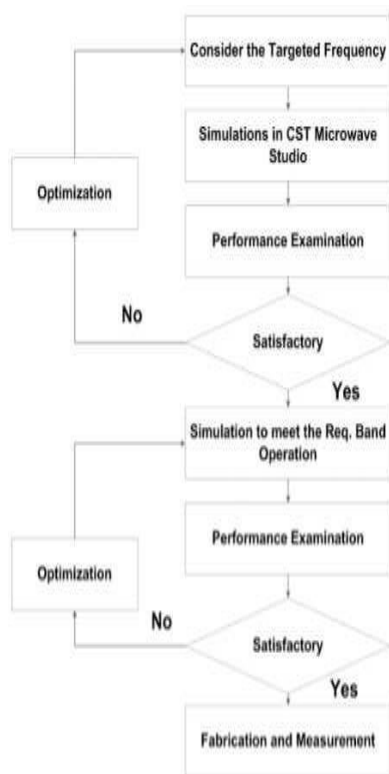 Consider the Targeted Frequency
Simulations in CST Microwave
Studio
Optimization
Performance Examination
No
Satisfactory
Yes
Simulation to meet the Req. Band
Operation
Performance Examination
Optimization
No
Satisfactory
Yes
Fabrication and Measurement